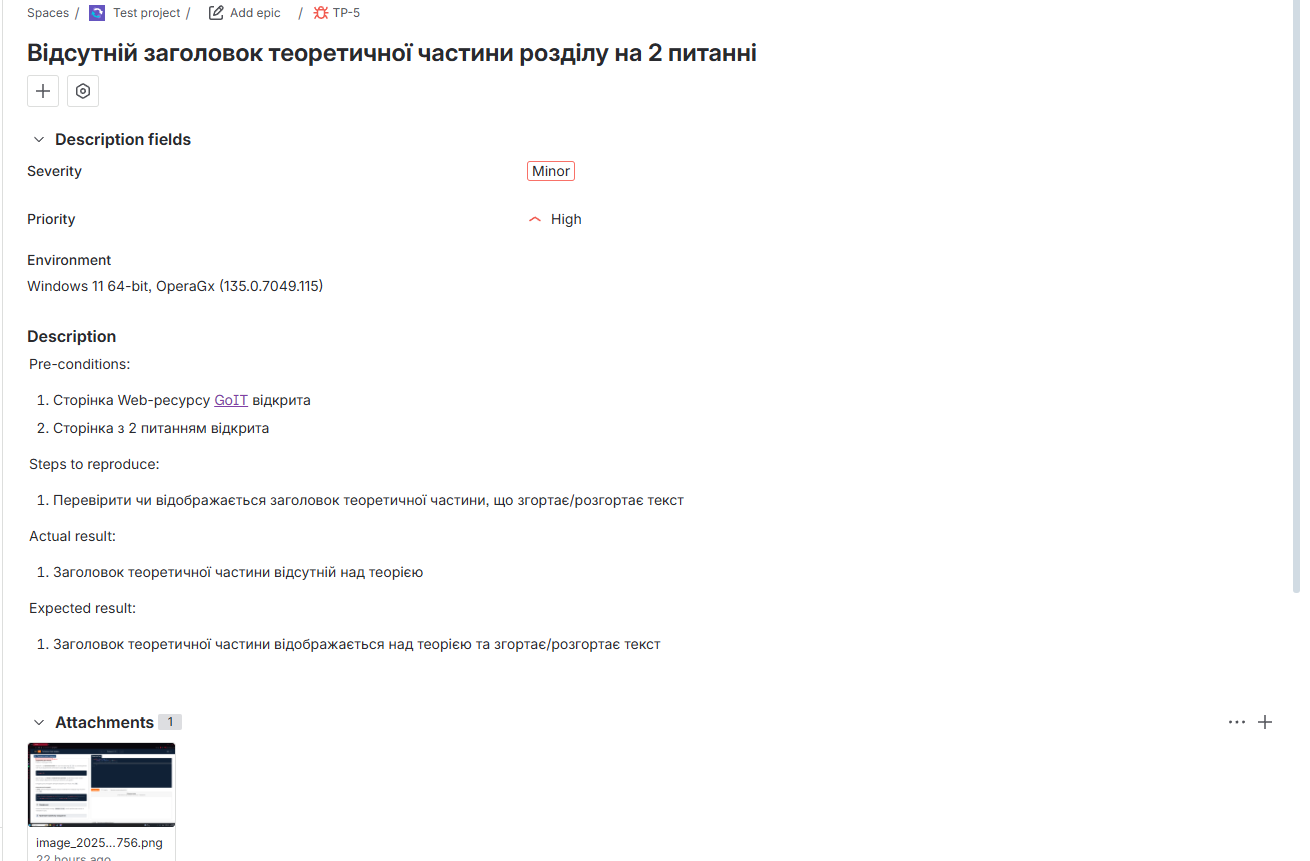 Spaces / Test project / Add epic / TP-5
Відсутній заголовок теоретичної частини розділу на 2 питанні
Description fields
Severity Minor
Priority High
Environment
Windows 11 64-bit, OperaGx (135.0.7049.115)
Description
Pre-conditions:
1. Сторінка Web-ресурсу GoIT відкрита
2. Сторінка з 2 питанням відкрита
Steps to reproduce:
1. Перевірити чи відображається заголовок теоретичної частини, що згортає/розгортає текст
Actual result:
1. Заголовок теоретичної частини відсутній над теорією
Expected result:
1. Заголовок теоретичної частини відображається над теорією та згортає/розгортає текст
Attachments 1
image_2025...756.png
22 hours ago